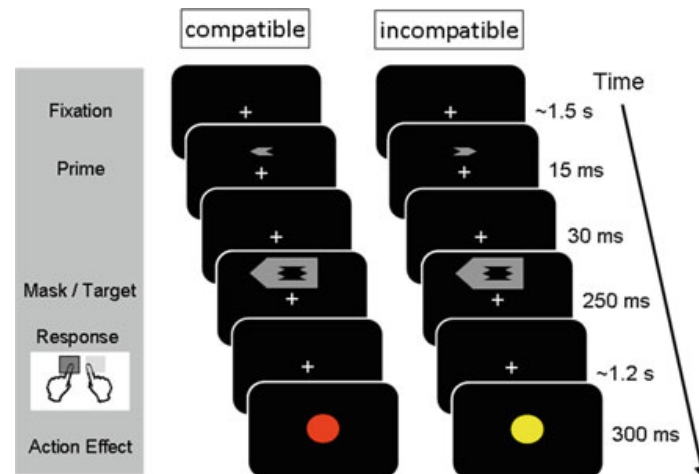 compatible
incompatible
Time
Fixation
~1.5 s
Prime
15 ms
30 ms
Mask / Target
250 ms
Response
~1.2 s
Action Effect
300 ms